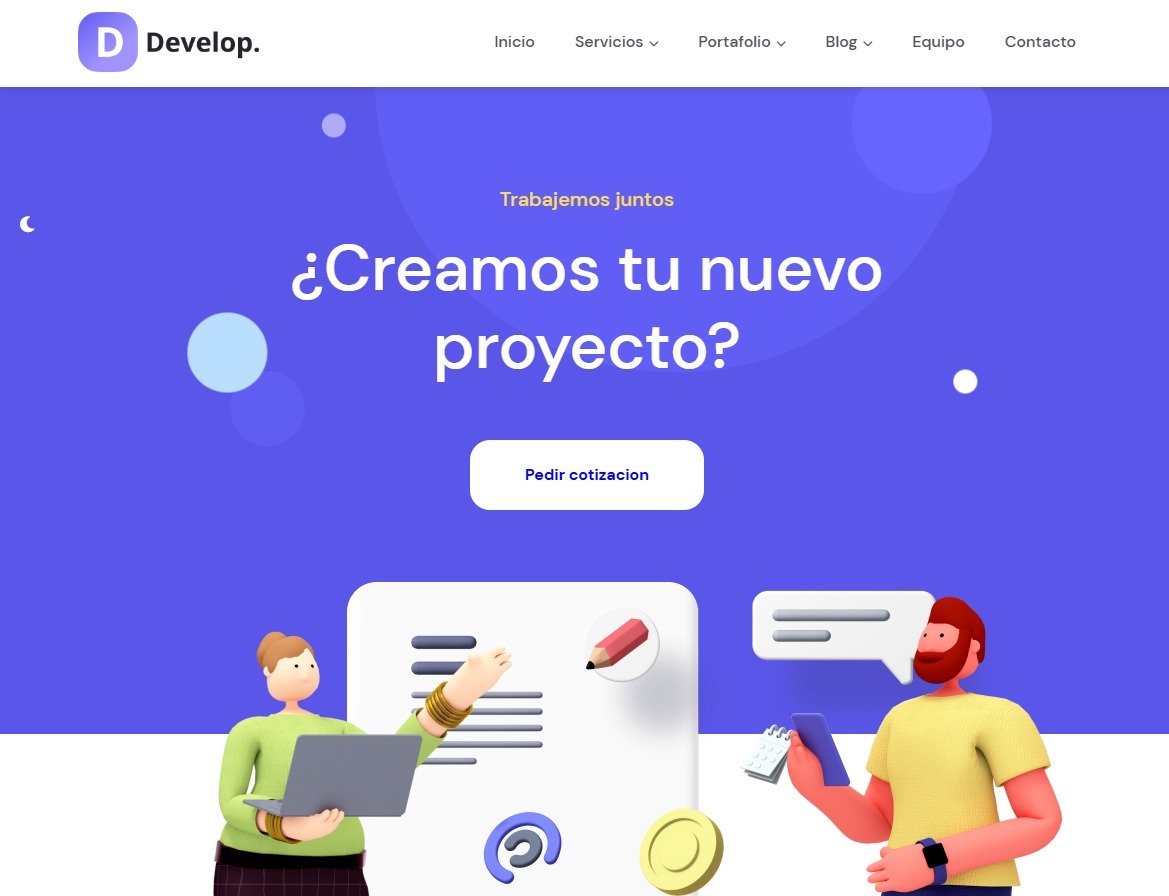 D Develop.
Inicio Servicios Portafolio Blog Equipo Contacto
Trabajemos juntos
¿Creamos tu nuevo
proyecto?
Pedir cotizacion